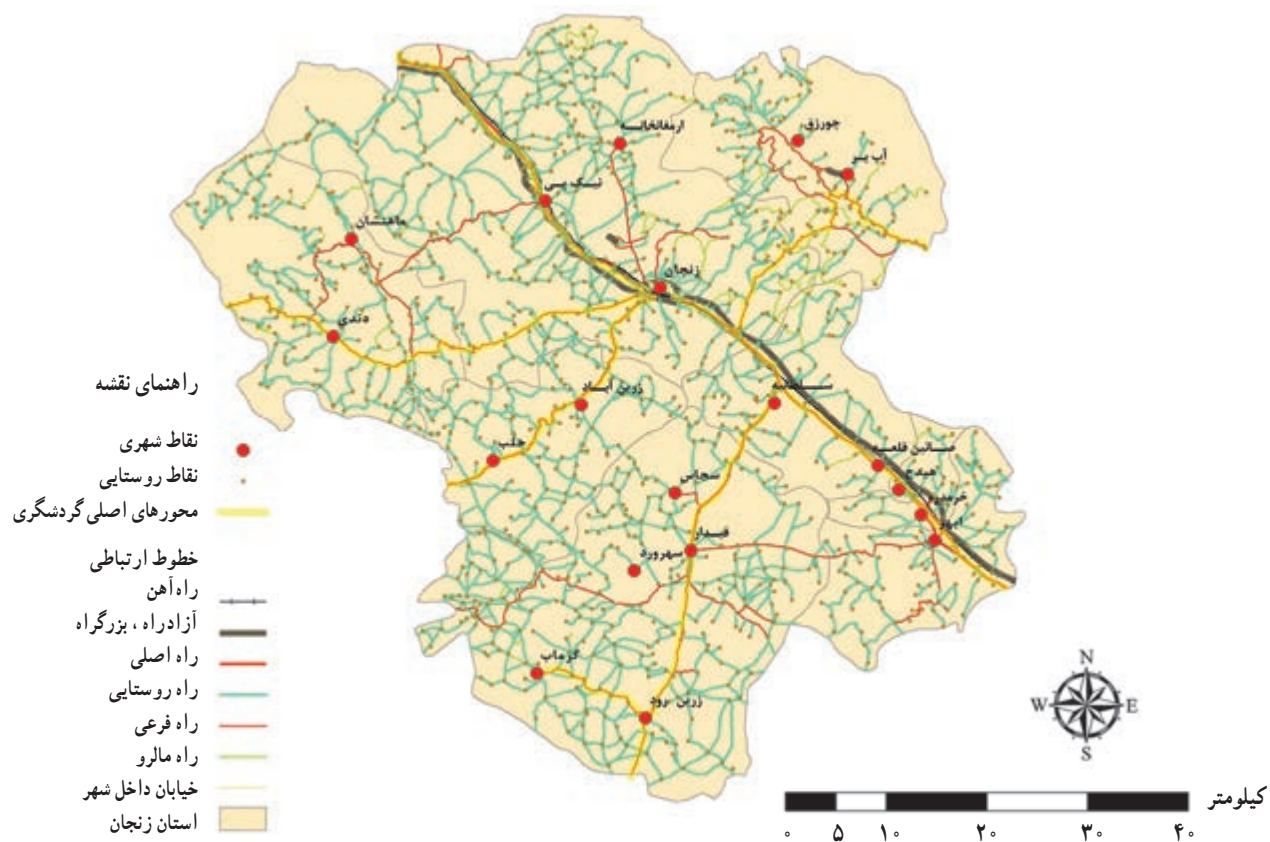 چورزق
آب بر
ارمغانخانه
نیک پی
ماهنشان
زنجان
دندی
سلطانیه
زرین آباد
حلب
صائین قلعه
هیدج
خرمدره
ابهر
سجاس
قیدار
سهرورد
گرماب
زرین رود
راهنمای نقشه
نقاط شهری
نقاط روستایی
محورهای اصلی گردشگری
خطوط ارتباطی
راه آهن
آزادراه ، بزرگراه
راه اصلی
راه روستایی
راه فرعی
راه مالرو
خیابان داخل شهر
استان زنجان
N
W E
S
کیلومتر
۰ ۵ ۱۰ ۲۰ ۳۰ ۴۰